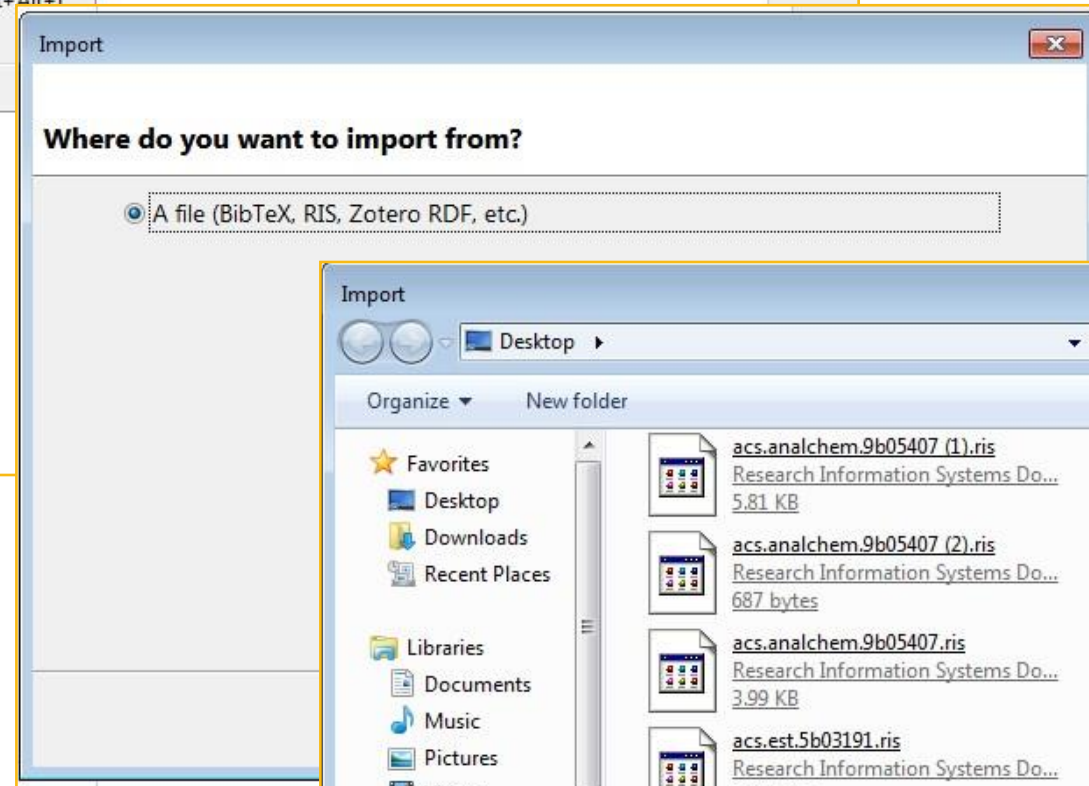 Import
Where do you want to import from?
A file (BibTeX, RIS, Zotero RDF, etc.)
Import
Desktop
Organize
New folder
Favorites
Desktop
Downloads
Recent Places
Libraries
Documents
Music
Pictures
acs.analchem.9b05407 (1).ris
Research Information Systems Do...
5.81 KB
acs.analchem.9b05407 (2).ris
Research Information Systems Do...
687 bytes
acs.analchem.9b05407.ris
Research Information Systems Do...
3.99 KB
acs.est.5b03191.ris
Research Information Systems Do...